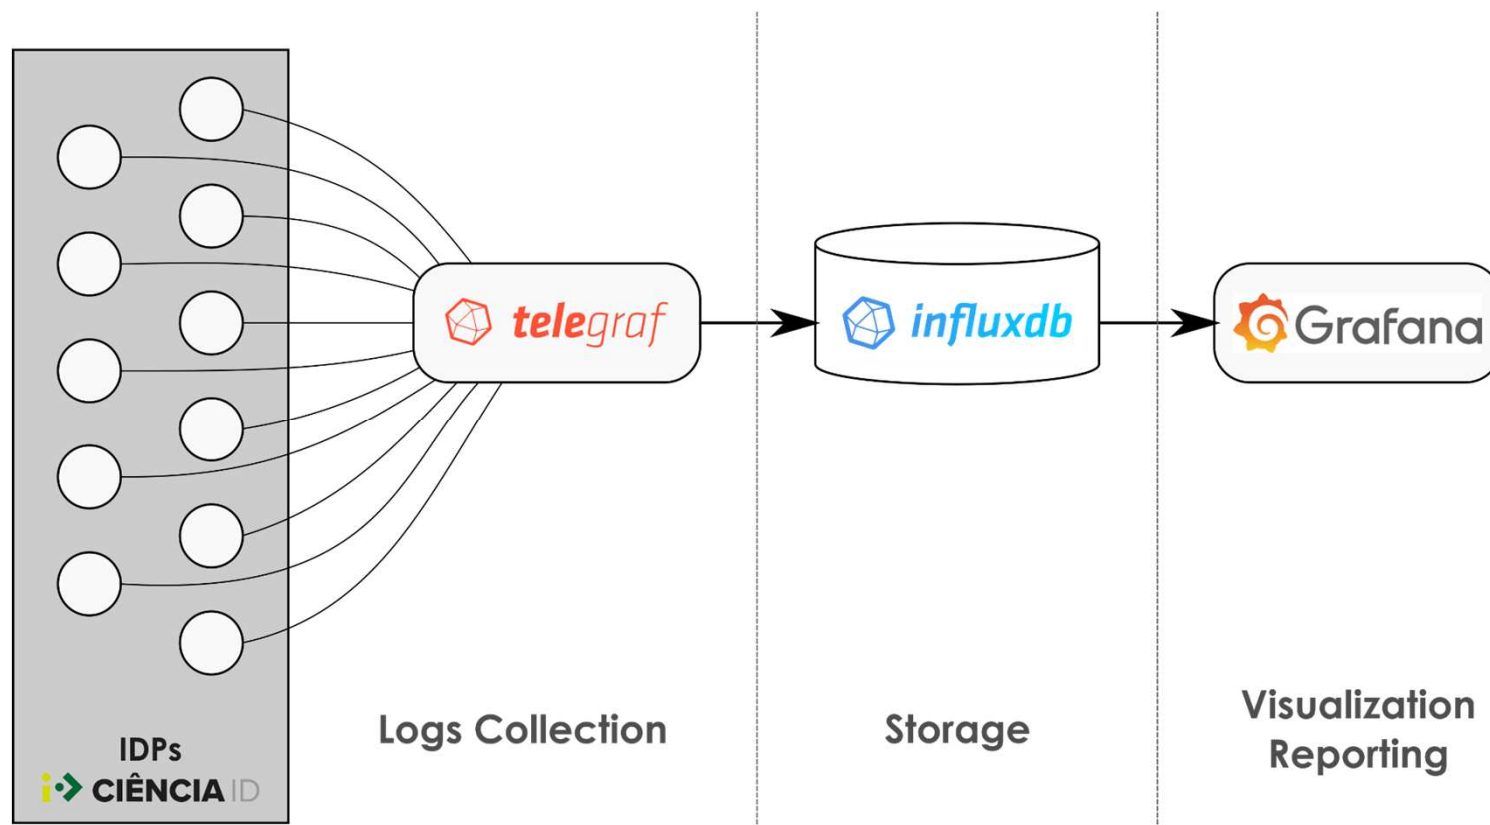 telegraf
influxdb
Grafana
IDPs
CIÊNCIA ID
Logs Collection
Storage
Visualization
Reporting